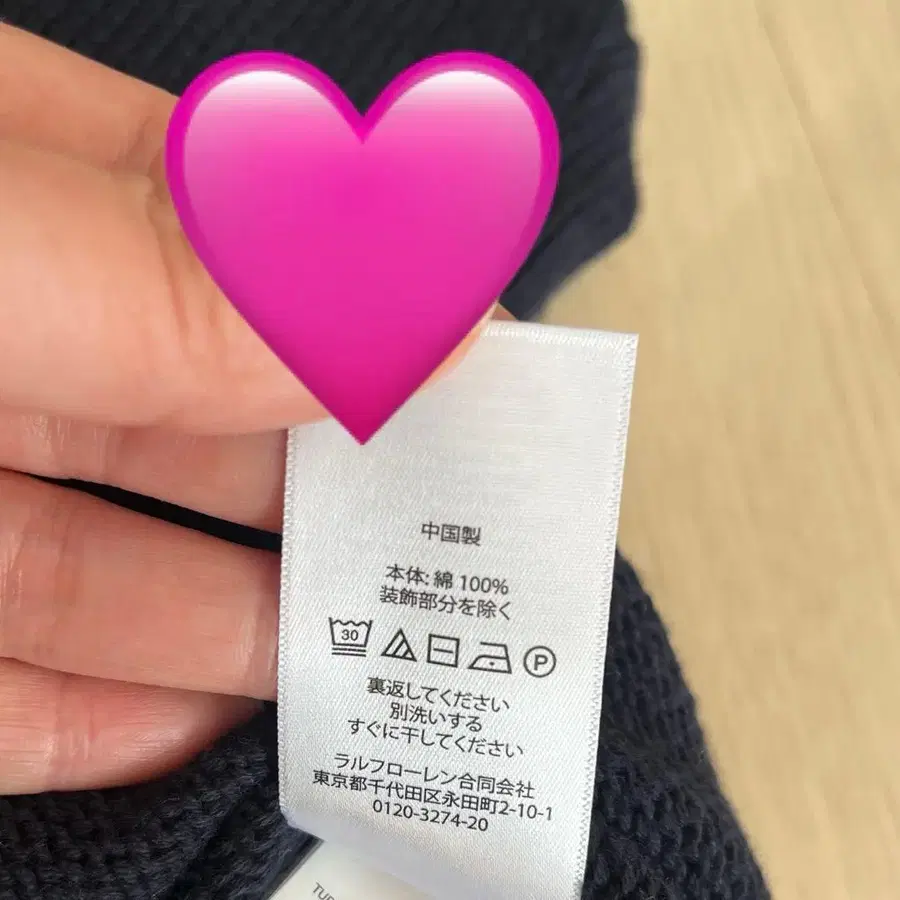 中国製
本体: 綿 100%
装飾部分を除く
30
P
裏返してください
別洗いする
すぐに干してください
ラルフローレン合同会社
東京都千代田区永田町2-10-1
0120-3274-20